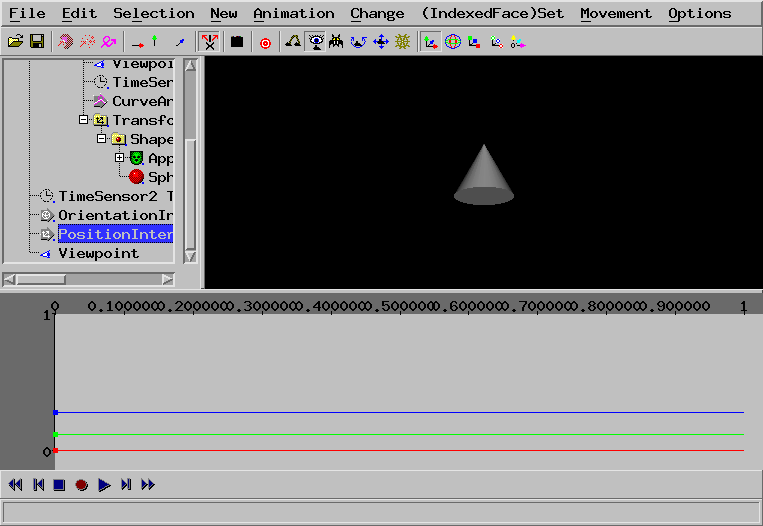 File Edit Selection New Animation Change (IndexedFace)Set Movement Options
Viewpoi
TimeSen
CurveAn
Transfo
Shape
App
Sph
TimeSensor2 T
OrientationIn
PositionInter
Viewpoint
0 0.1000000.2000000.3000000.4000000.5000000.6000000.7000000.8000000.900000 1
1
0